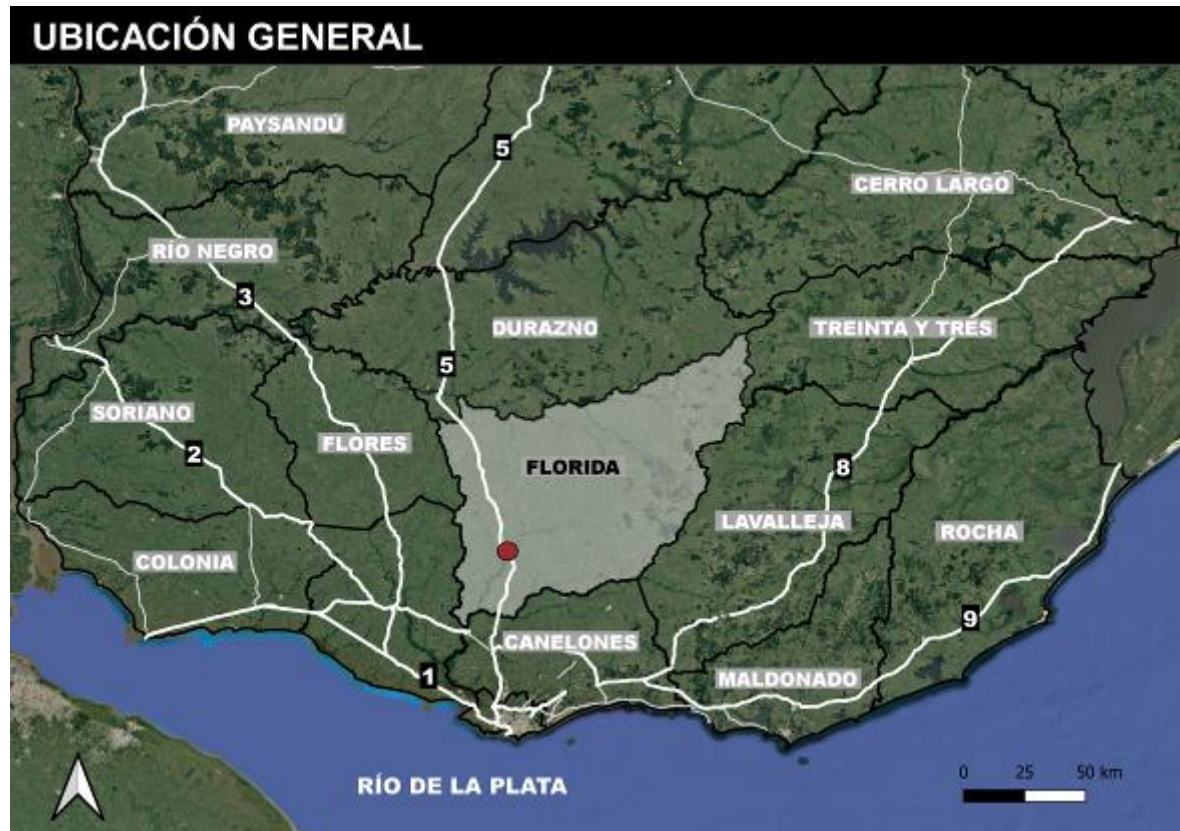 UBICACIÓN GENERAL
PAYSANDÚ
5
CERRO LARGO
RÍO NEGRO
3
DURAZNO
TREINTA Y TRES
5
SORIANO
FLORES
2
FLORIDA
8
LAVALLEJA
ROCHA
COLONIA
9
CANELONES
1
MALDONADO
RÍO DE LA PLATA
0 25 50 km